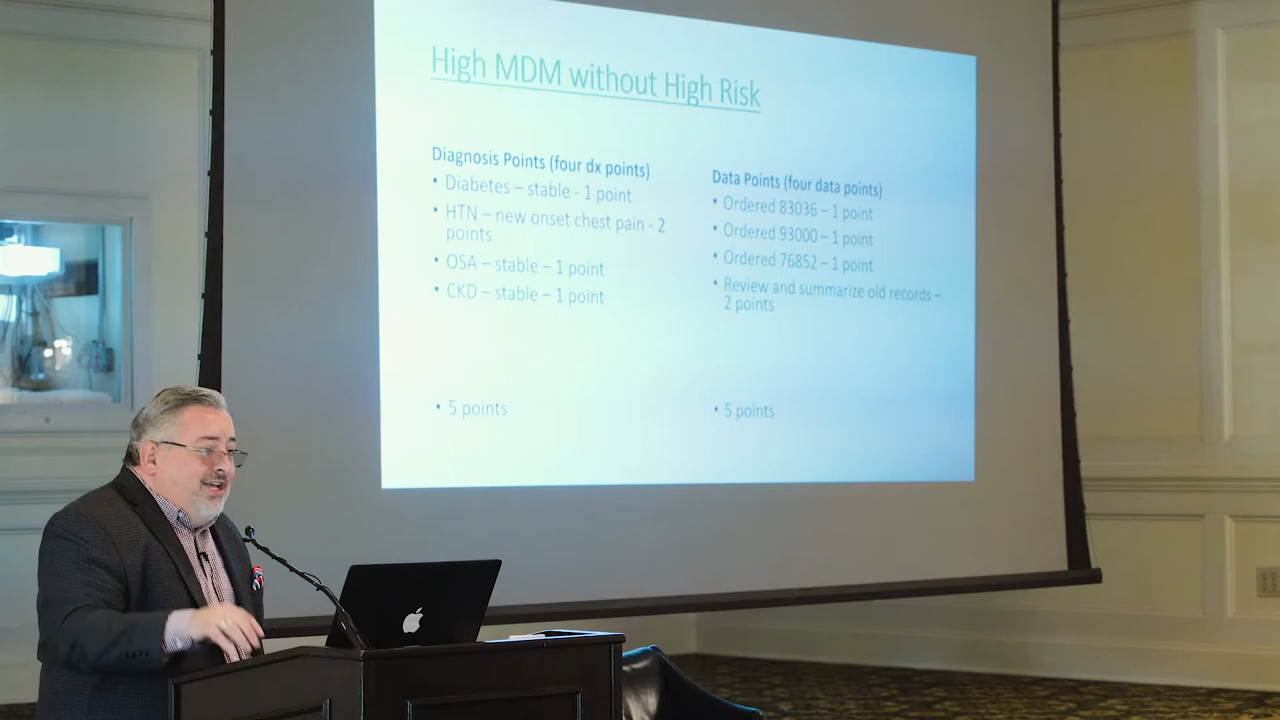 High MDM without High Risk
Diagnosis Points (four dx points)
• Diabetes – stable - 1 point
• HTN – new onset chest pain - 2
points
• OSA – stable – 1 point
• CKD – stable – 1 point
• 5 points
Data Points (four data points)
• Ordered 83036 – 1 point
• Ordered 93000 – 1 point
• Ordered 76852 – 1 point
• Review and summarize old records –
2 points
• 5 points